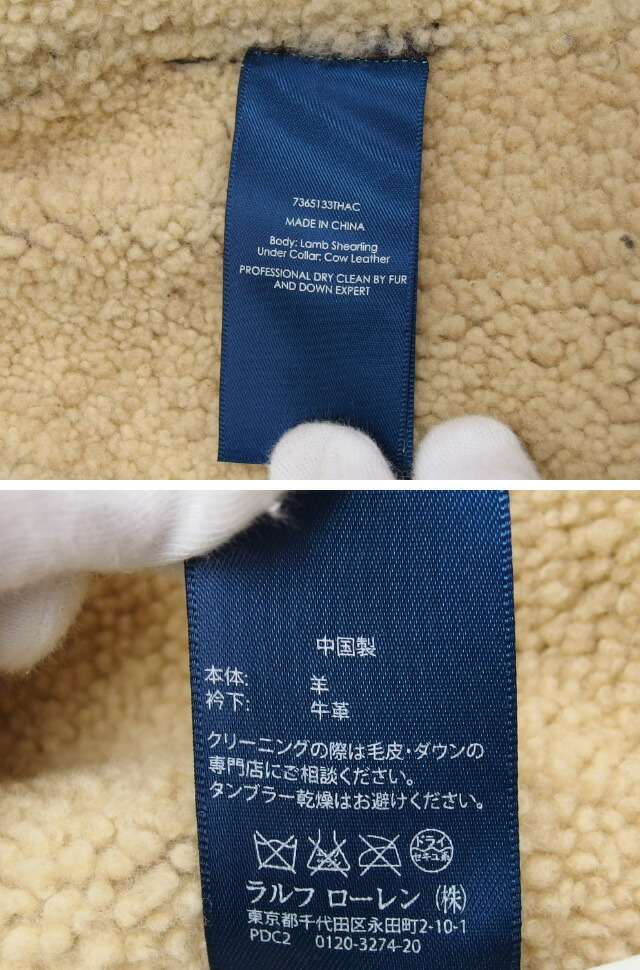 7365133THAC
MADE IN CHINA
Body: Lamb Shearling
Under Collar: Cow Leather
PROFESSIONAL DRY CLEAN BY FUR
AND DOWN EXPERT
中国製
本体: 羊
衿下: 牛革
クリーニングの際は毛皮・ダウンの
専門店にご相談ください。
タンブラー乾燥はお避けください。
ドライ
セキユ系
ラルフ ローレン (株)
東京都千代田区永田町2-10-1
PDC2 0120-3274-20